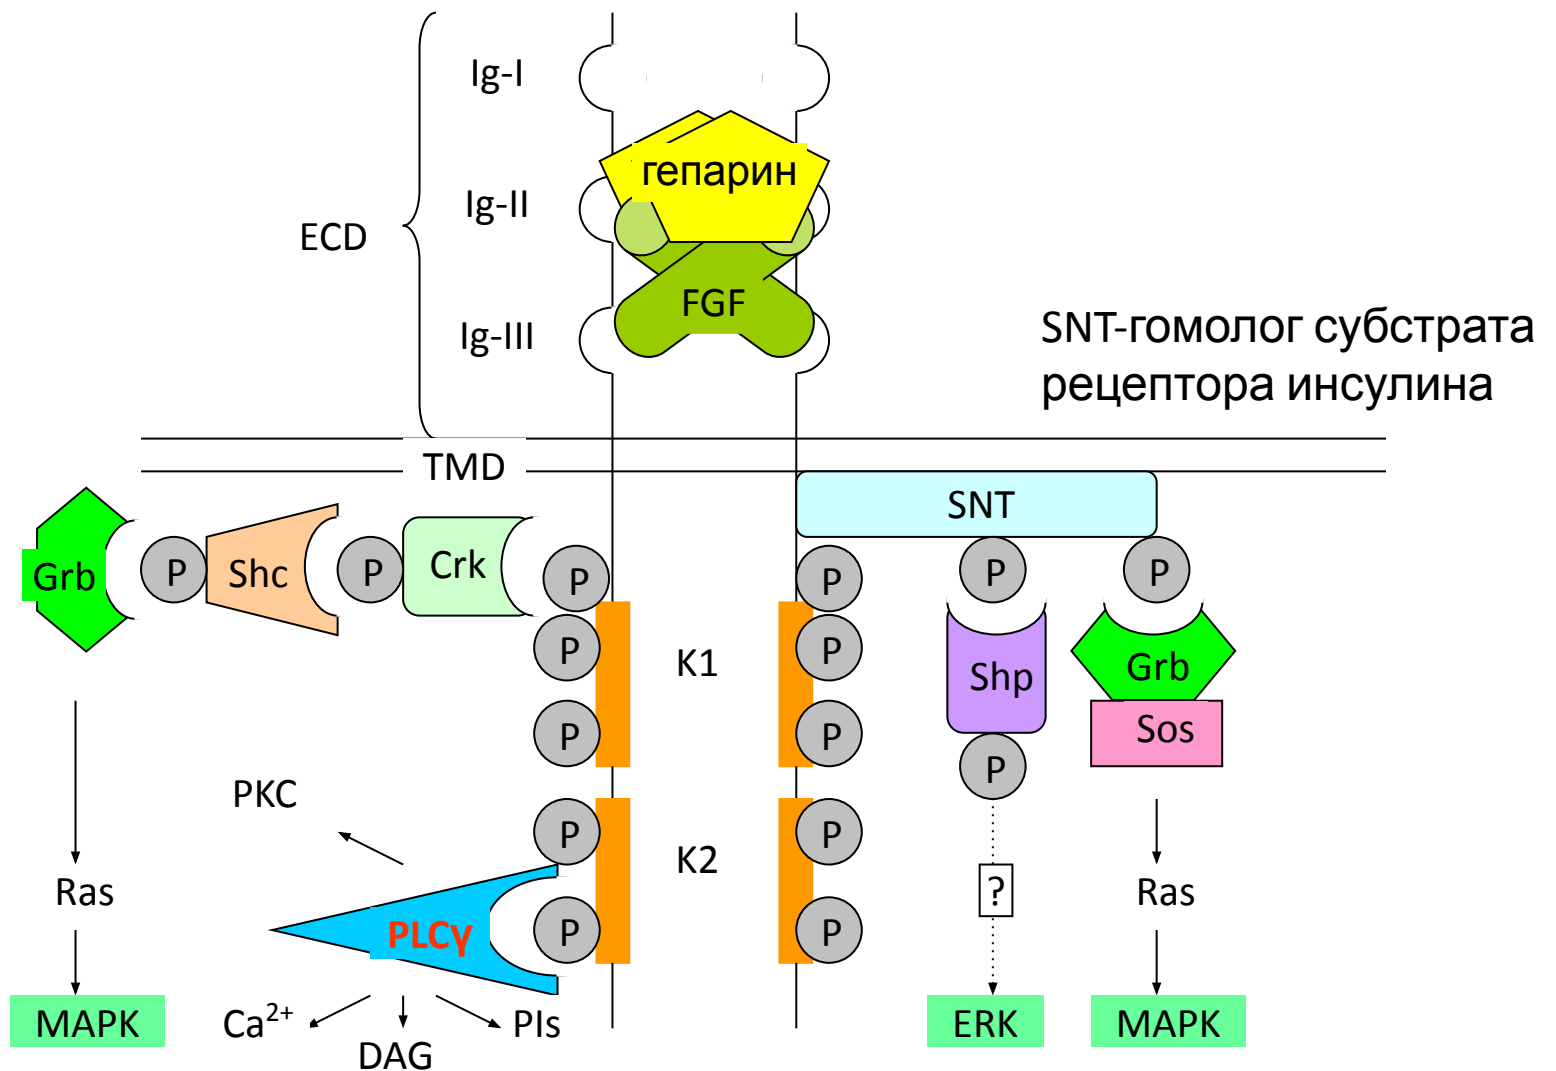 Ig-I
гепарин
Ig-II
ECD
FGF
Ig-III
SNT-гомолог субстрата
рецептора инсулина
TMD
SNT
Grb
P
Shc
P
Crk
P
P
P
P
P
K1
P
Shp
Grb
P
P
Sos
P
PKC
P
K2
P
?
Ras
Ras
PLCγ
P
P
MAPK
Ca²⁺
DAG
PIs
ERK
MAPK